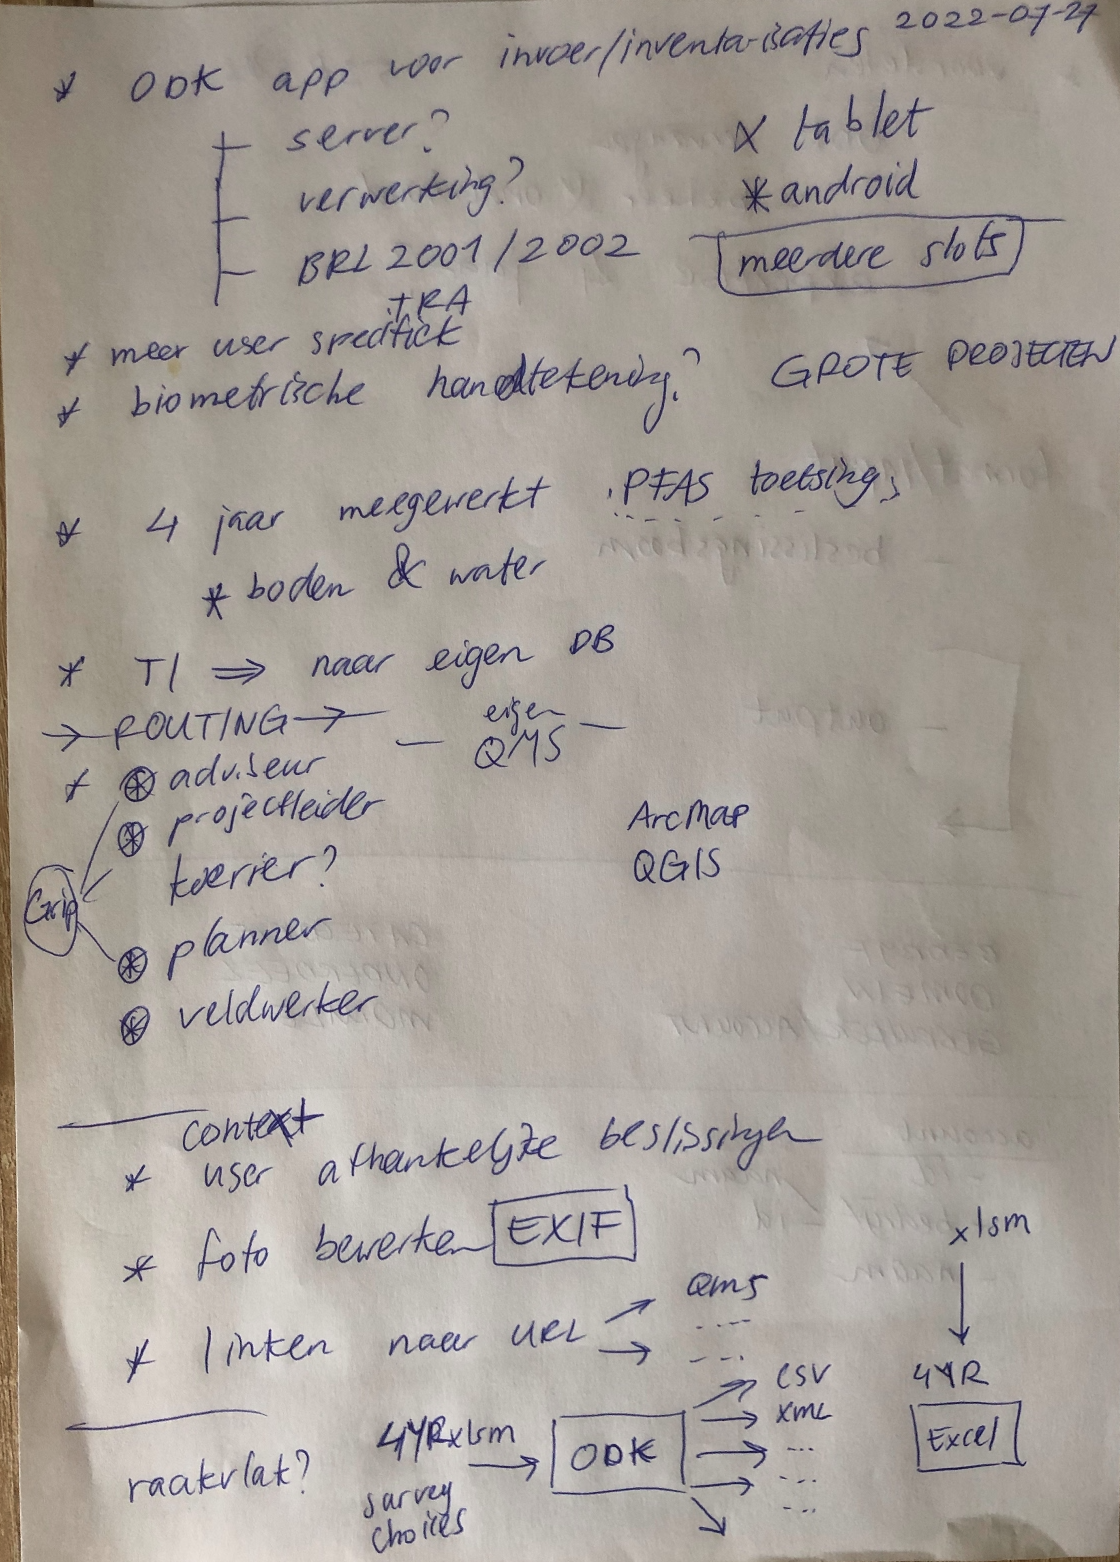 2022-07-27
* ODK app voor invoer/inventarisaties
server?
x tablet
verwerking?
* android
BRL 2001/2002
meerdere slots
+RA
* meer user specifick
* biometrische handtekening?
GROTE PROJECTEN
* 4 jaar meegewerkt PFAS toetsing
* boden & water
* TI ⇒ naar eigen DB
→ ROUTING →
— eigen —
QMS
* adviseur
* projectleider
ArcMap
koerier?
QGIS
Grip
* planner
* veldwerker
context
* user afhankelijke beslissingen
* foto bewerken EXIF
xlsm
* linken naar URL
Qms
4YR
Excel
raakvlak?
4YR xlsm
survey
choices
ODK
CSV
XML